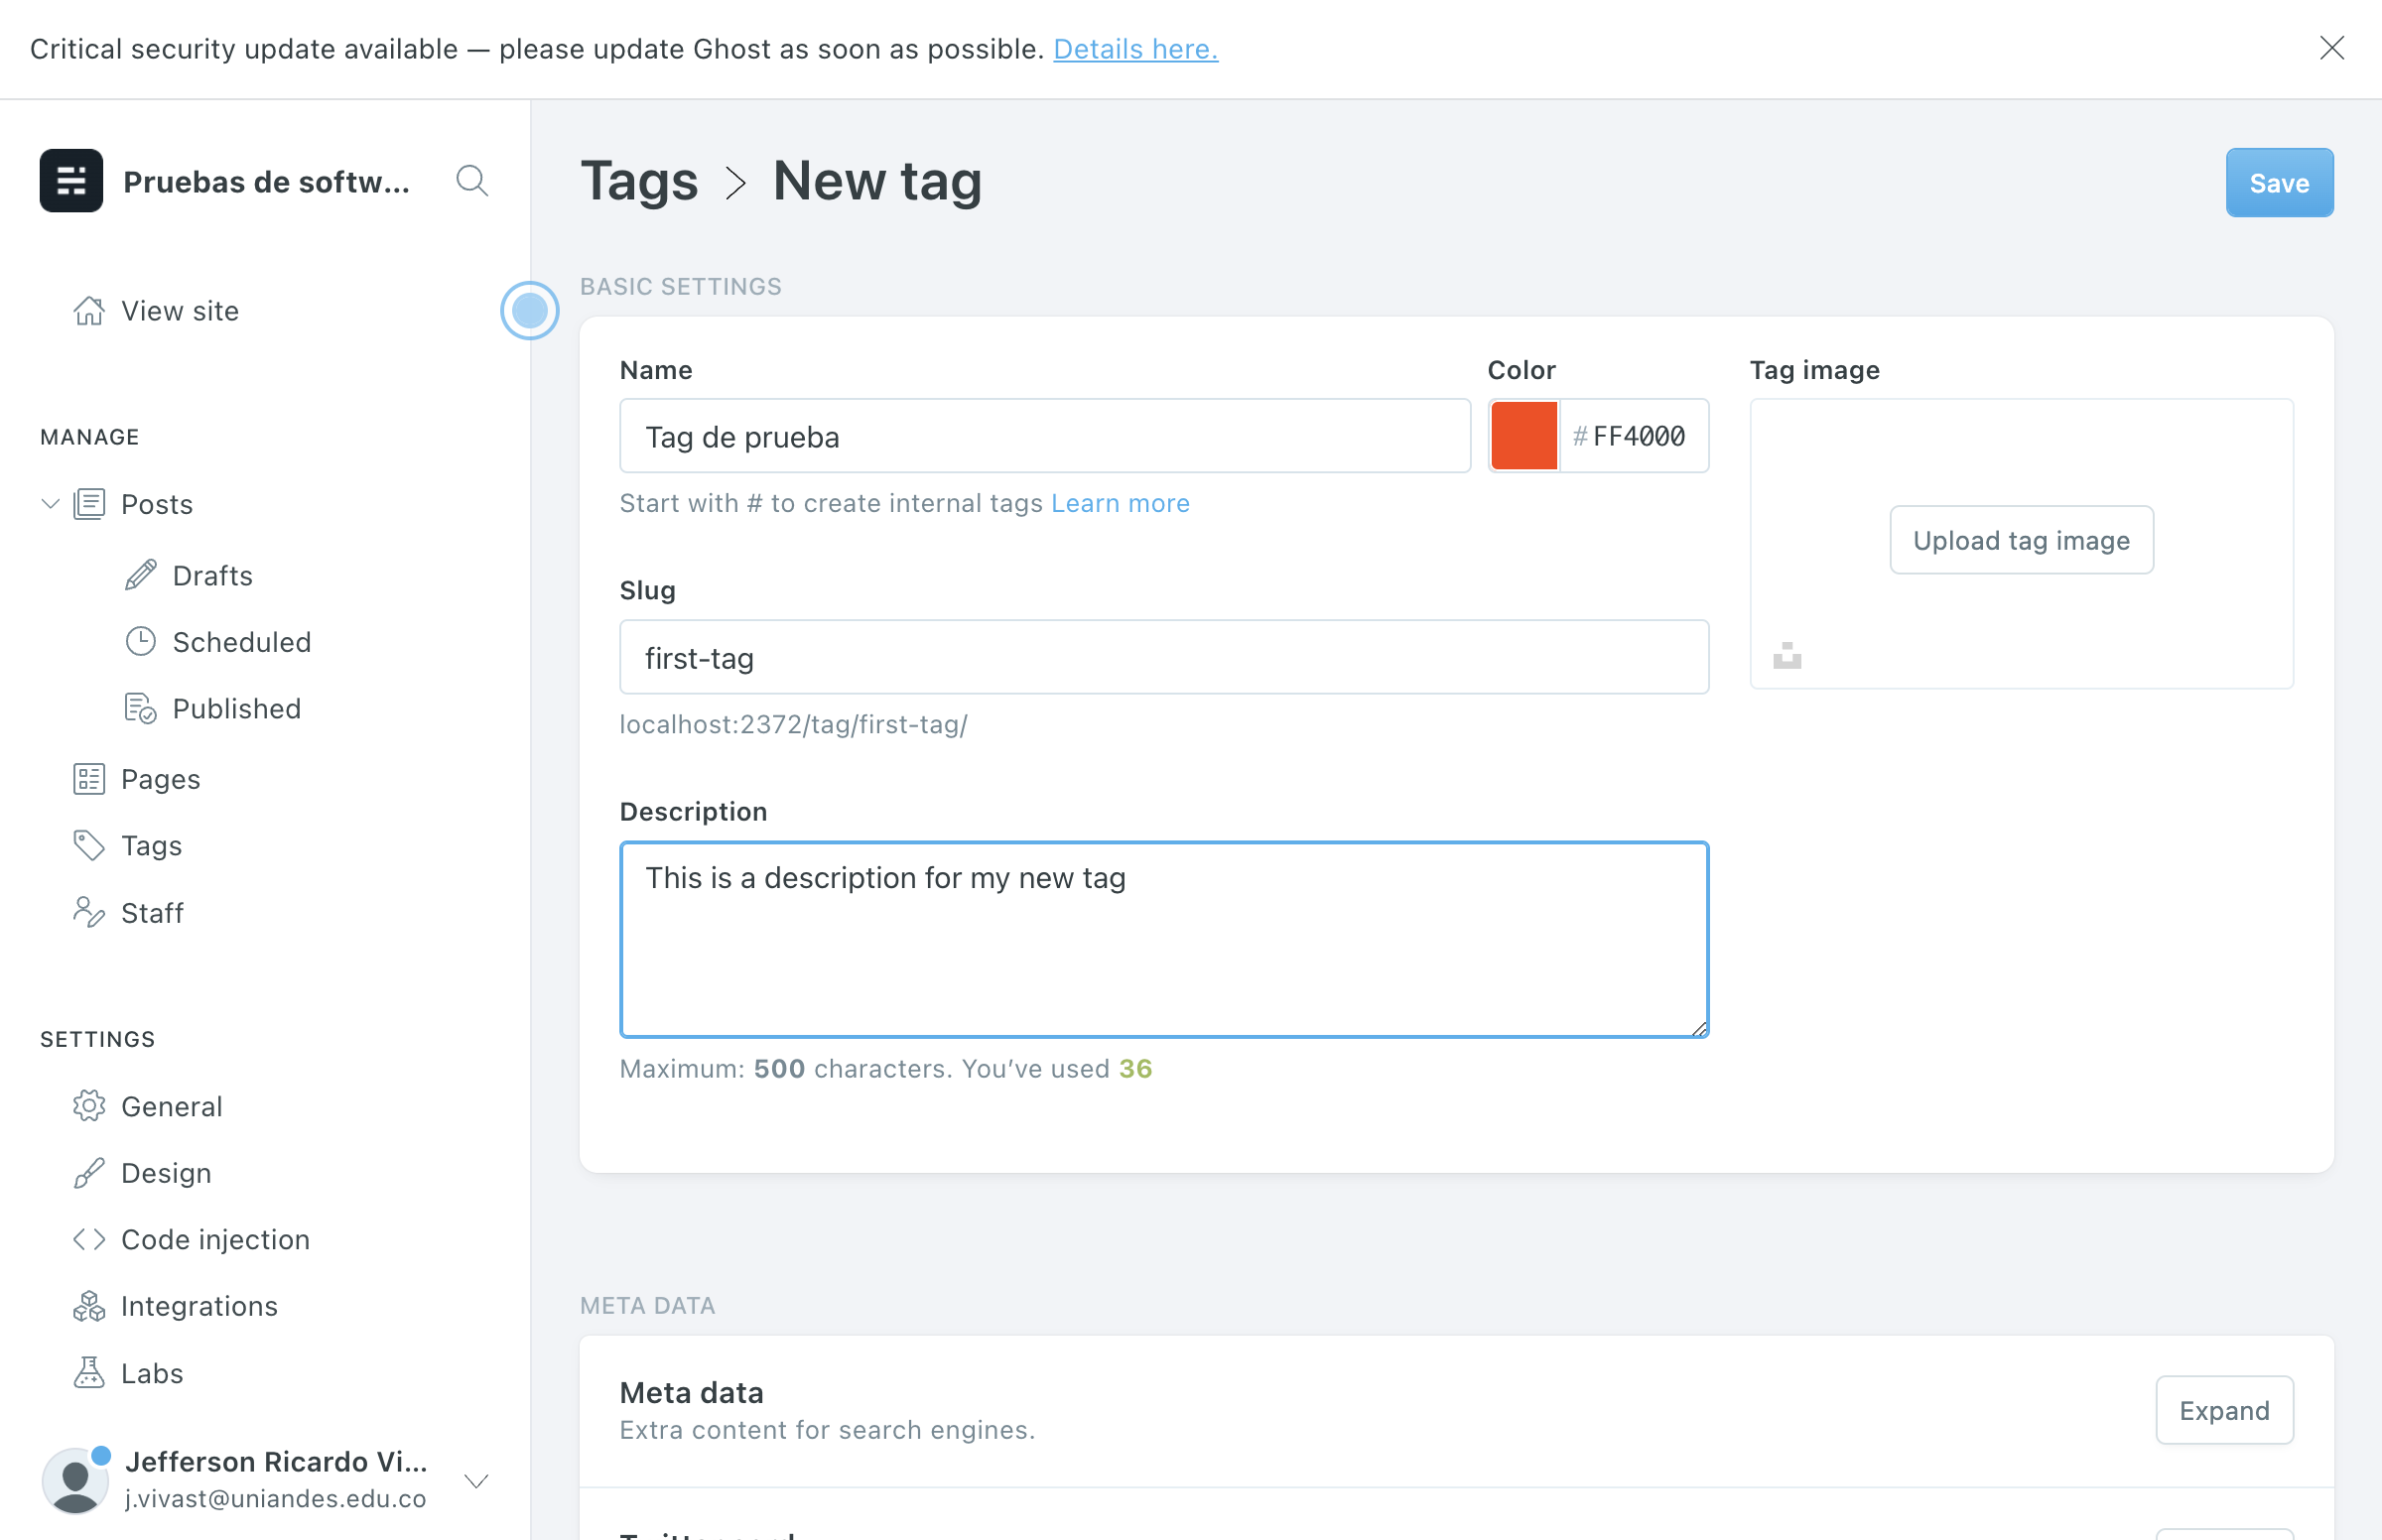 Critical security update available — please update Ghost as soon as possible. Details here.
Pruebas de softw...
View site
MANAGE
Posts
Drafts
Scheduled
Published
Pages
Tags
Staff
SETTINGS
General
Design
Code injection
Integrations
Labs
Jefferson Ricardo Vi...
j.vivast@uniandes.edu.co
Tags > New tag
Save
BASIC SETTINGS
Name
Tag de prueba
Start with # to create internal tags Learn more
Color
#FF4000
Tag image
Upload tag image
Slug
first-tag
localhost:2372/tag/first-tag/
Description
This is a description for my new tag
Maximum: 500 characters. You’ve used 36
META DATA
Meta data
Extra content for search engines.
Expand